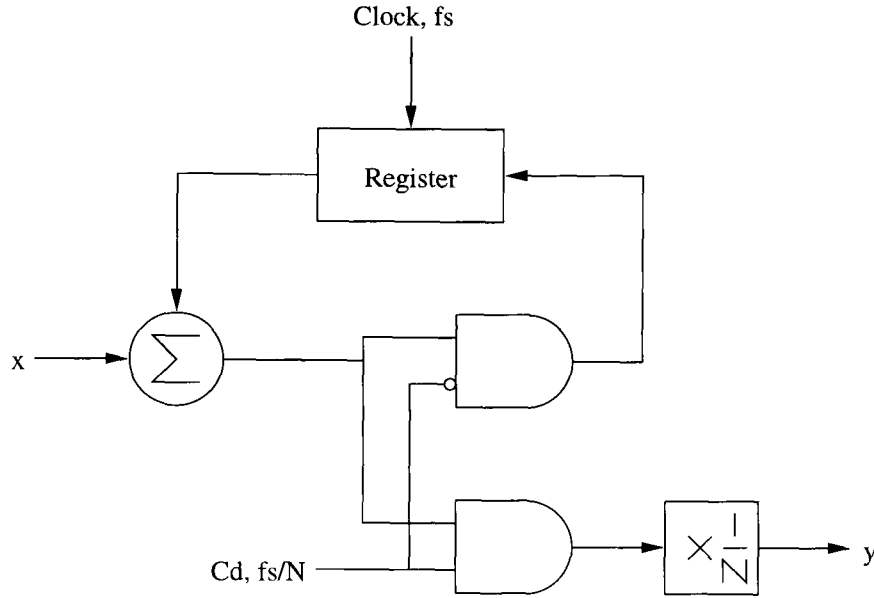 Clock, fs
Register
x
Σ
Cd, fs/N
× 1/N
y